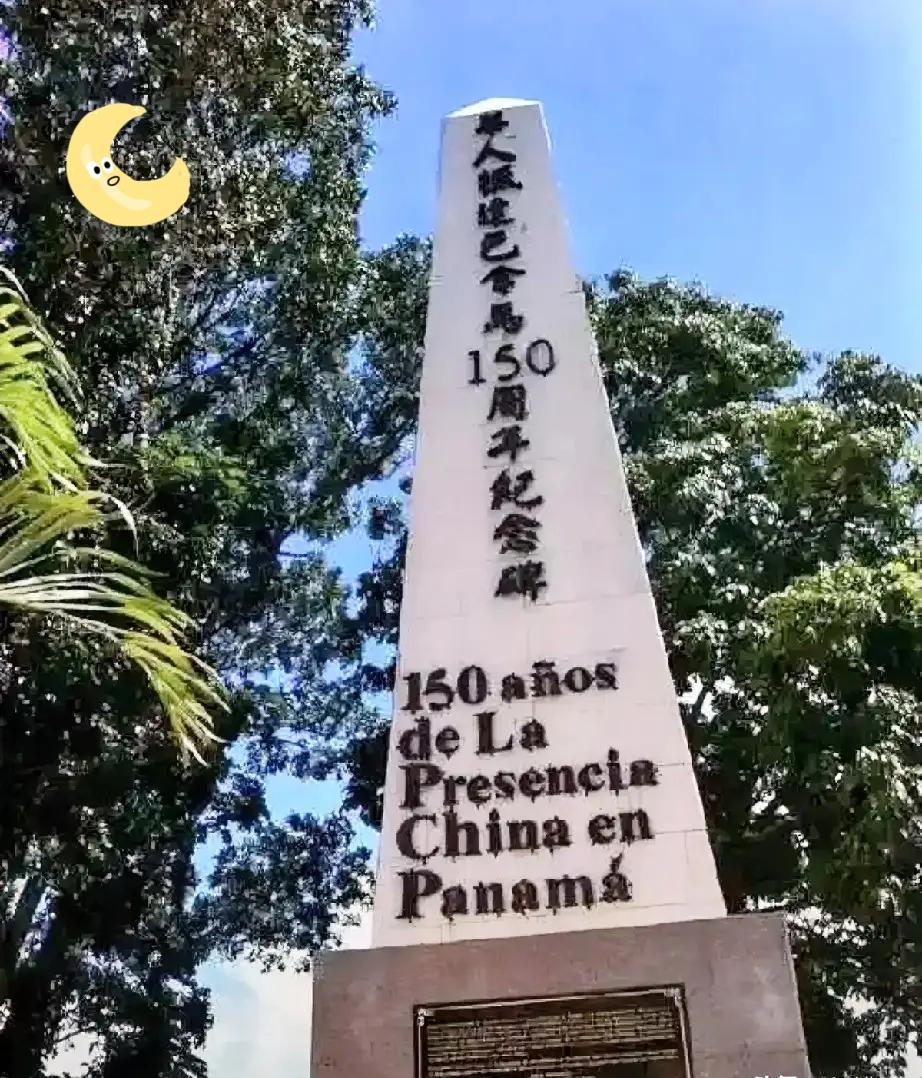 華人抵達巴拿馬150周年紀念碑
150 años
de La
Presencia
China en
Panamá